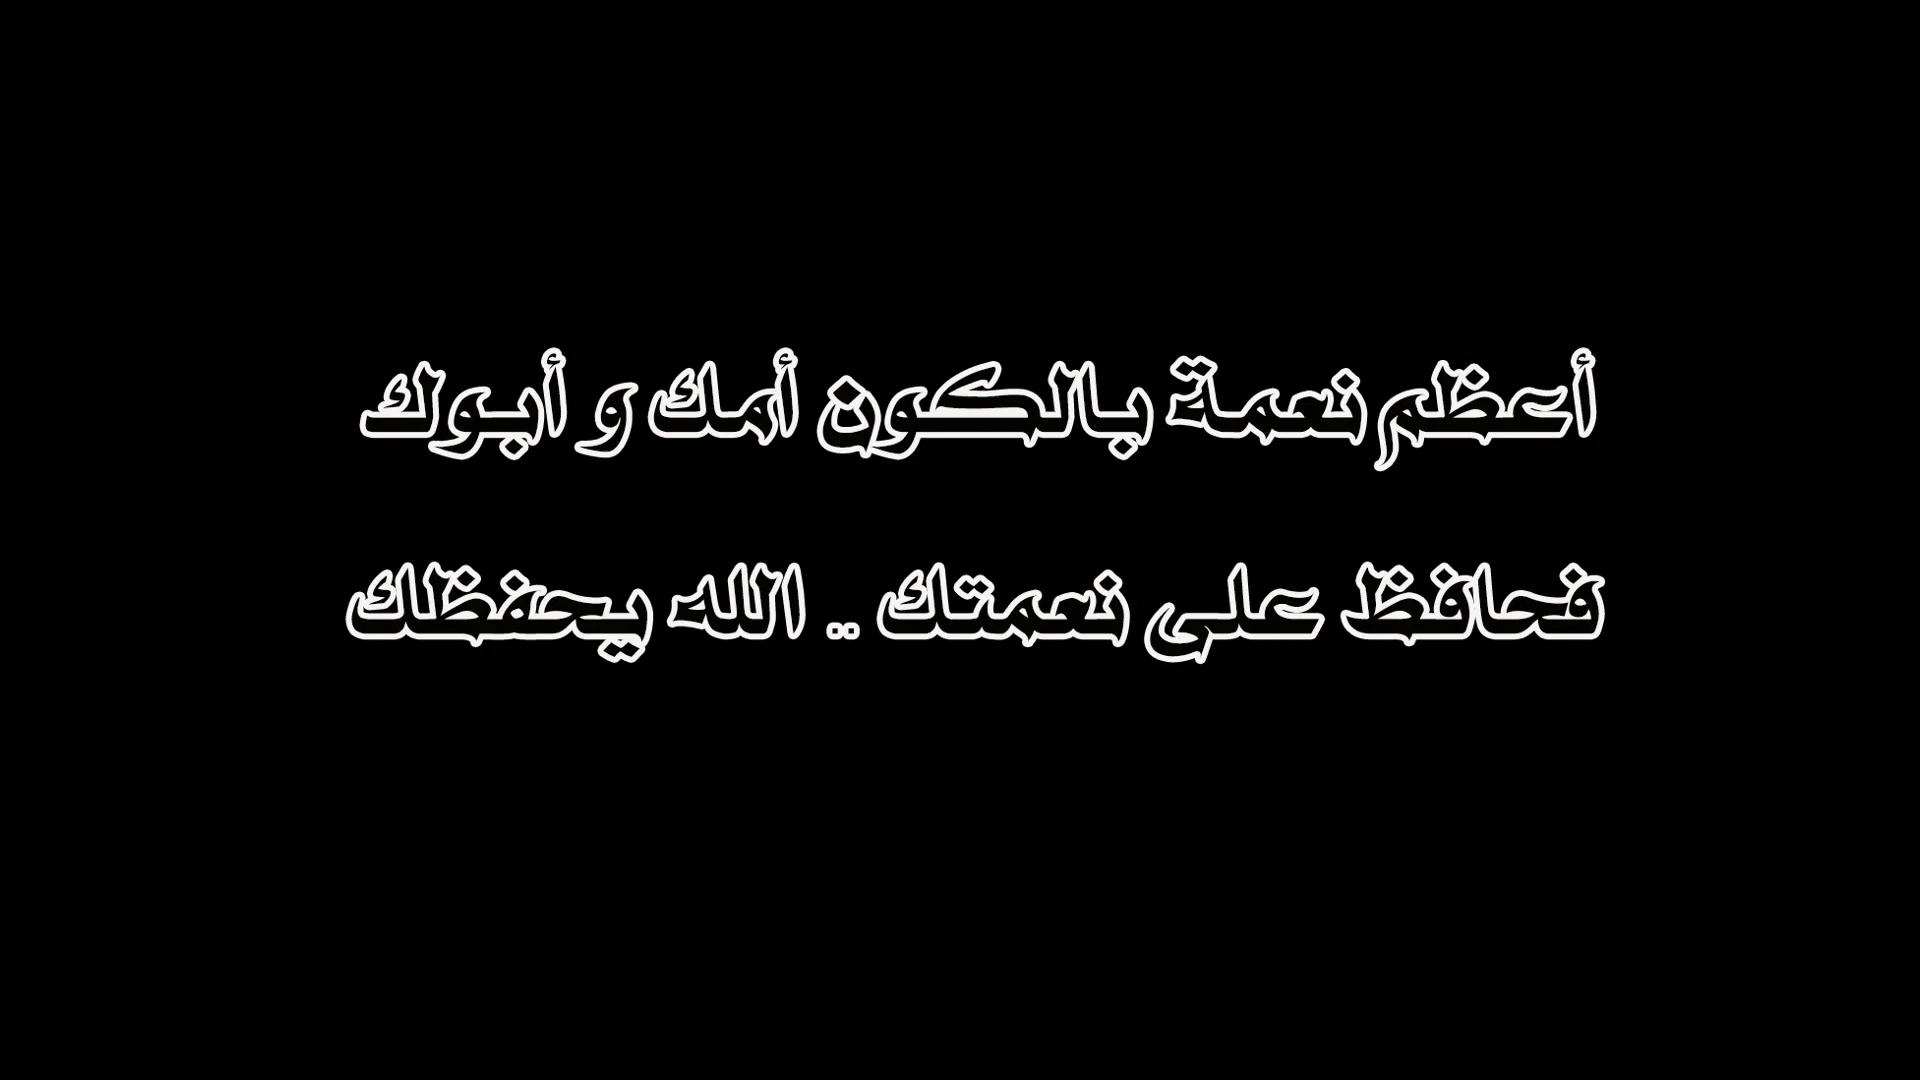 أعظم نعمة بالكون أمك و أبوك
فحافظ على نعمتك .. الله يحفظك